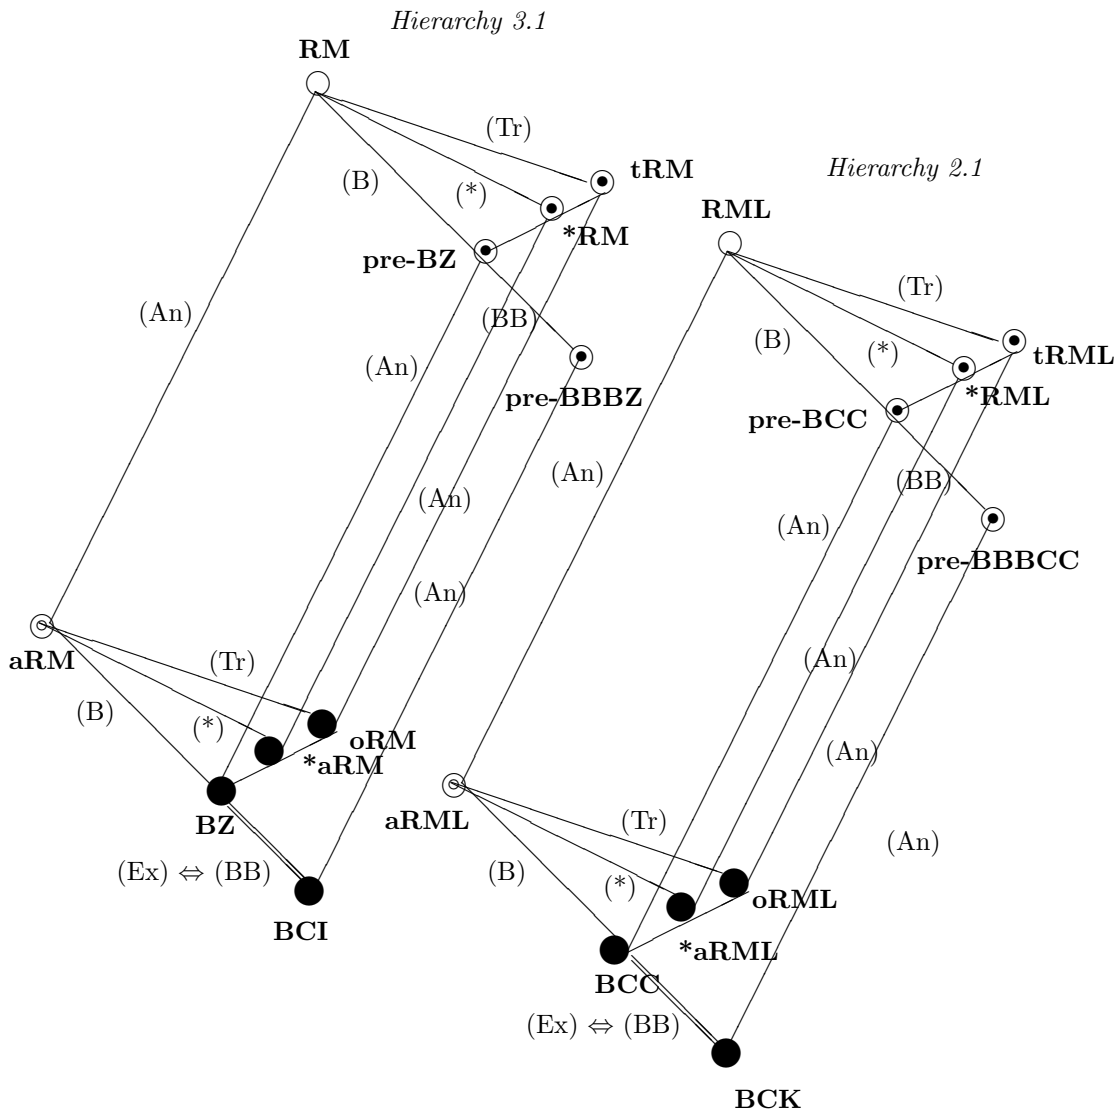 Hierarchy 3.1
RM
(Tr)
Hierarchy 2.1
tRM
(B)
(*)
RML
*RM
pre-BZ
(Tr)
(An)
(BB)
(B)
(*)
tRML
(An)
*RML
pre-BBBZ
pre-BCC
(An)
(BB)
(An)
(An)
pre-BBBCC
(An)
aRM
(Tr)
(An)
(B)
(*)
oRM
*aRM
(An)
BZ
aRML
(Tr)
(An)
(Ex) ⇔ (BB)
(B)
(*)
oRML
BCI
*aRML
BCC
(Ex) ⇔ (BB)
BCK